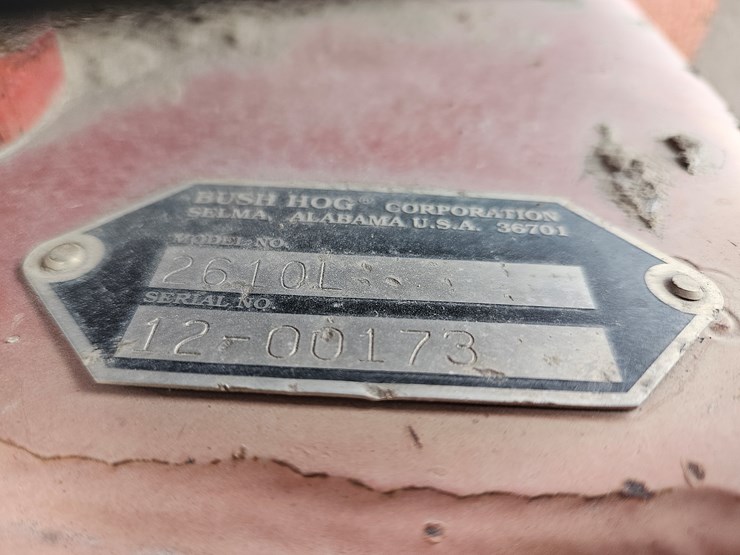 BUSH HOG® CORPORATION
SELMA, ALABAMA U.S.A. 36701
MODEL NO.
2610L
SERIAL NO.
12-00173